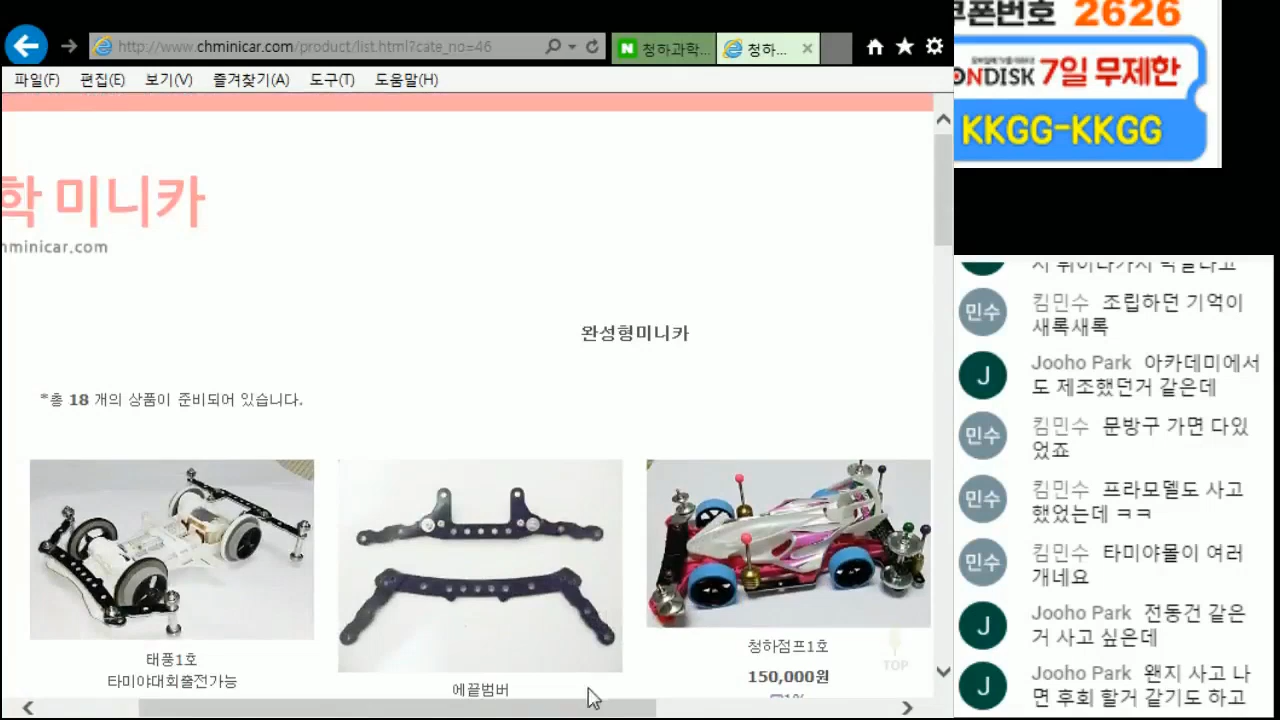 http://www.chminicar.com/product/list.html?cate_no=46
청하과학...
청하...
파일(F) 편집(E) 보기(V) 즐겨찾기(A) 도구(T) 도움말(H)
학 미니카
hminicar.com
완성형미니카
*총 18 개의 상품이 준비되어 있습니다.
태풍1호
타미야대회출전가능
에끝범버
청하점프1호
150,000원
TOP
쿠폰번호 2626
ONDISK 7일 무제한
KKGG-KKGG
민수 킴민수 조립하던 기억이
새록새록
J Jooho Park 아카데미에서
도 제조했던거 같은데
민수 킴민수 문방구 가면 다있
었죠
민수 킴민수 프라모델도 사고
했었는데 ㅋㅋ
민수 킴민수 타미야몰이 여러
개네요
J Jooho Park 전동건 같은
거 사고 싶은데
J Jooho Park 왠지 사고 나
면 후회 할거 같기도 하고